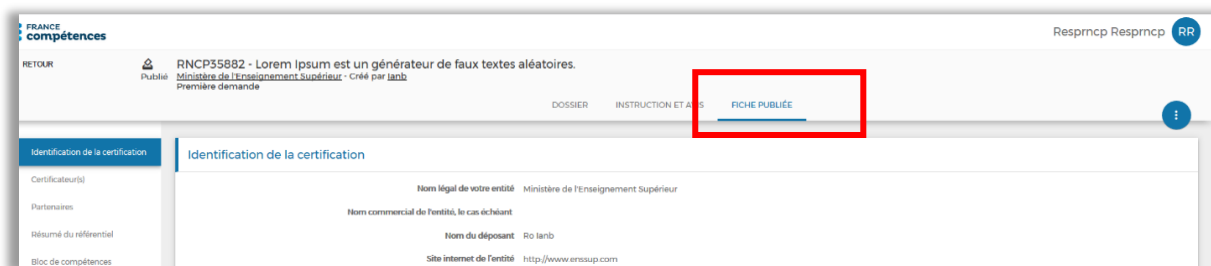 FRANCE
compétences
Resprncp Resprncp RR
RETOUR
Publié
RNCP35882 - Lorem Ipsum est un générateur de faux textes aléatoires.
Ministère de l'Enseignement Supérieur - Créé par Ianb
Première demande
DOSSIER INSTRUCTION ET AVIS FICHE PUBLIÉE
Identification de la certification
Certificateur(s)
Partenaires
Résumé du référentiel
Bloc de compétences
Identification de la certification
Nom légal de votre entité Ministère de l'Enseignement Supérieur
Nom commercial de l'entité, le cas échéant
Nom du déposant Ro Ianb
Site internet de l'entité http://www.enssup.com